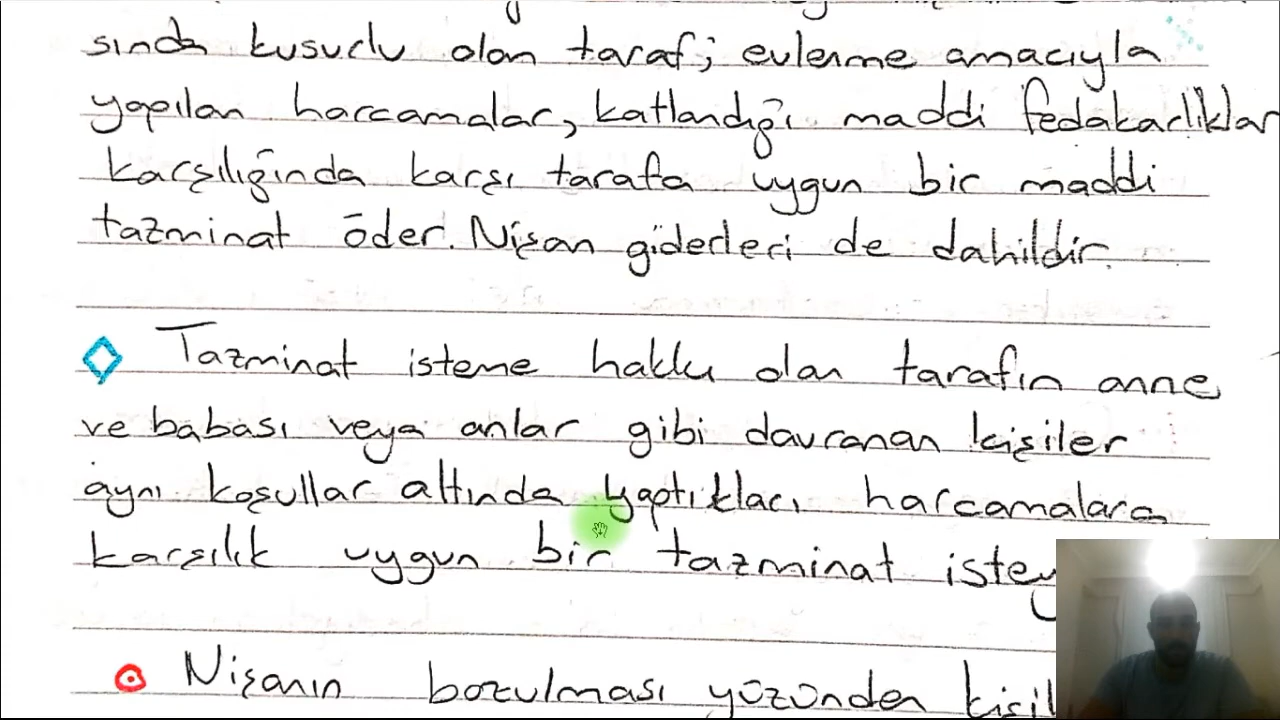 sında kusurlu olan taraf; evlenme amacıyla
yapılan harcamalar, katlandığı maddi fedakarlıklar
karşılığında karşı tarafa uygun bir maddi
tazminat öder. Nişan giderleri de dahildir.
Tazminat isteme hakkı olan tarafın anne
ve babası veya anlar gibi davranan kişiler
aynı koşullar altında yaptıkları harcamalara
karşılık uygun bir tazminat istey
Nişanın bozulması yüzünden kişil